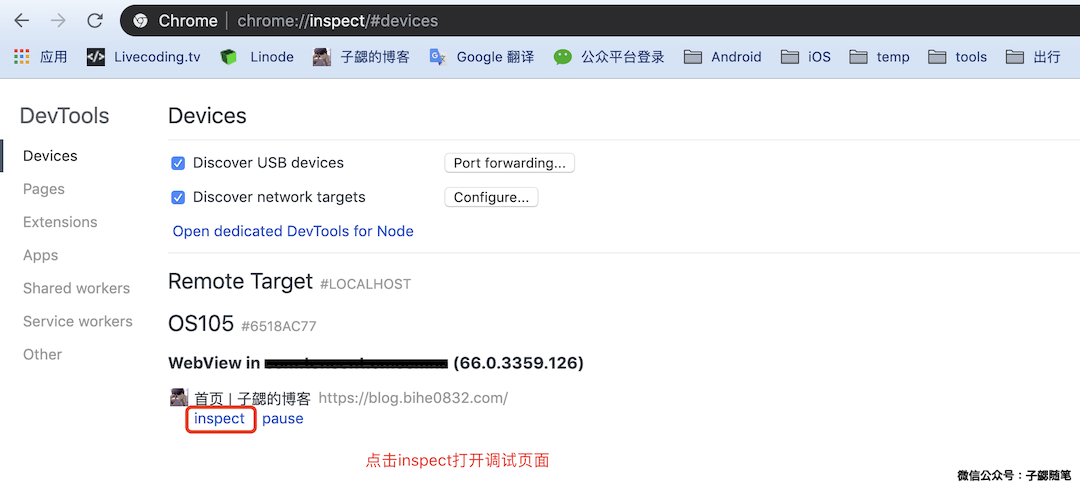 Chrome | chrome://inspect/#devices
应用 Livecoding.tv Linode 子勰的博客 Google 翻译 公众平台登录 Android iOS temp tools 出行
DevTools
Devices
Pages
Extensions
Apps
Shared workers
Service workers
Other
Devices
Discover USB devices Port forwarding...
Discover network targets Configure...
Open dedicated DevTools for Node
Remote Target #LOCALHOST
OS105 #6518AC77
WebView in (66.0.3359.126)
首页 | 子勰的博客 https://blog.bihe0832.com/
inspect pause
点击inspect打开调试页面
微信公众号：子勰随笔